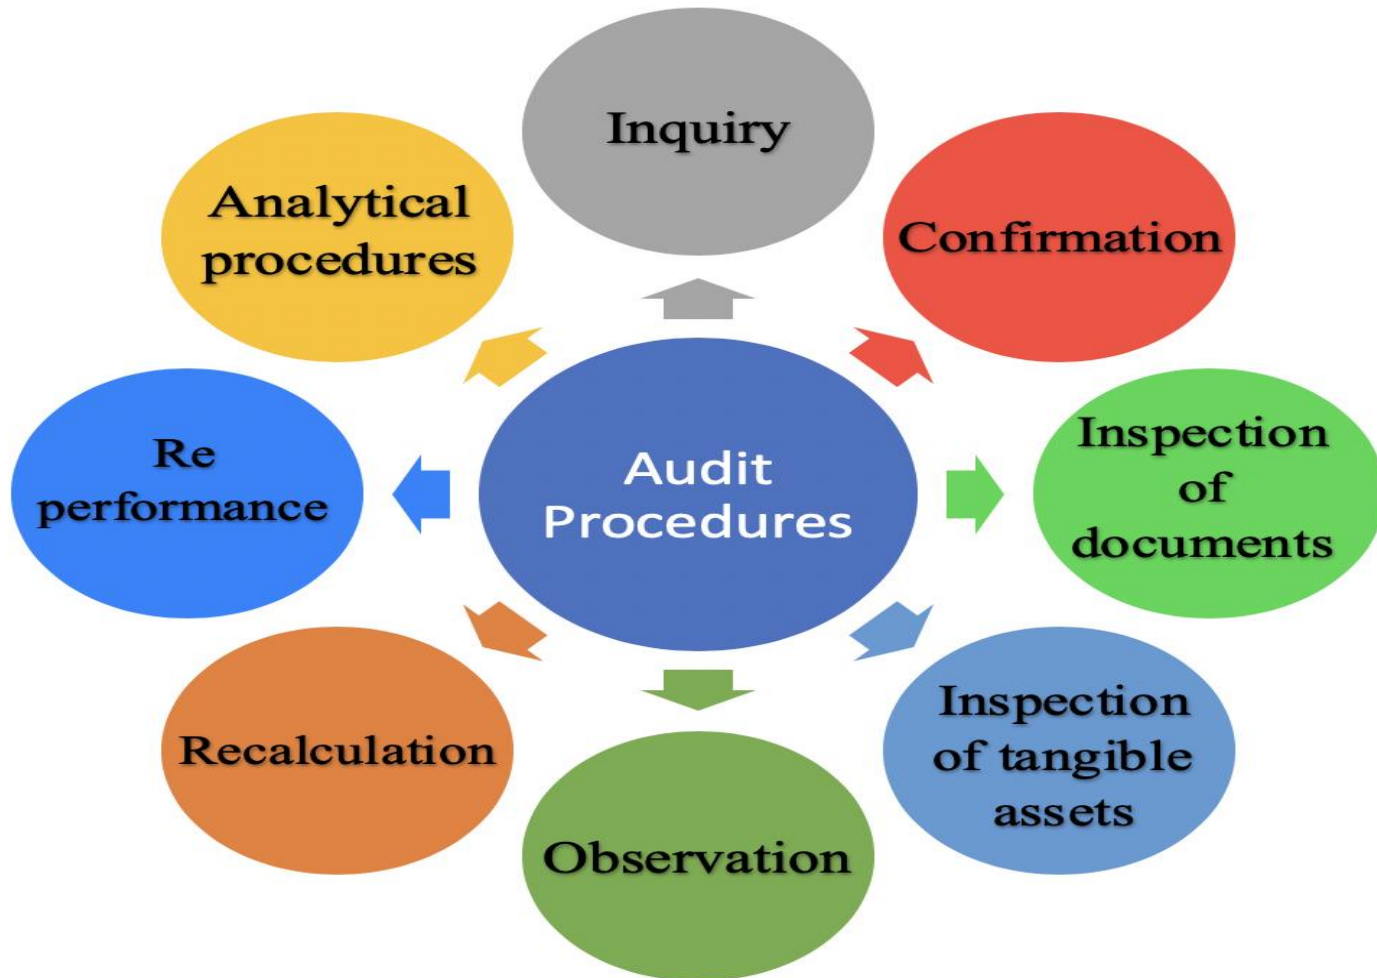 Inquiry
Analytical
procedures
Confirmation
Re
performance
Audit
Procedures
Inspection
of
documents
Recalculation
Inspection
of tangible
assets
Observation